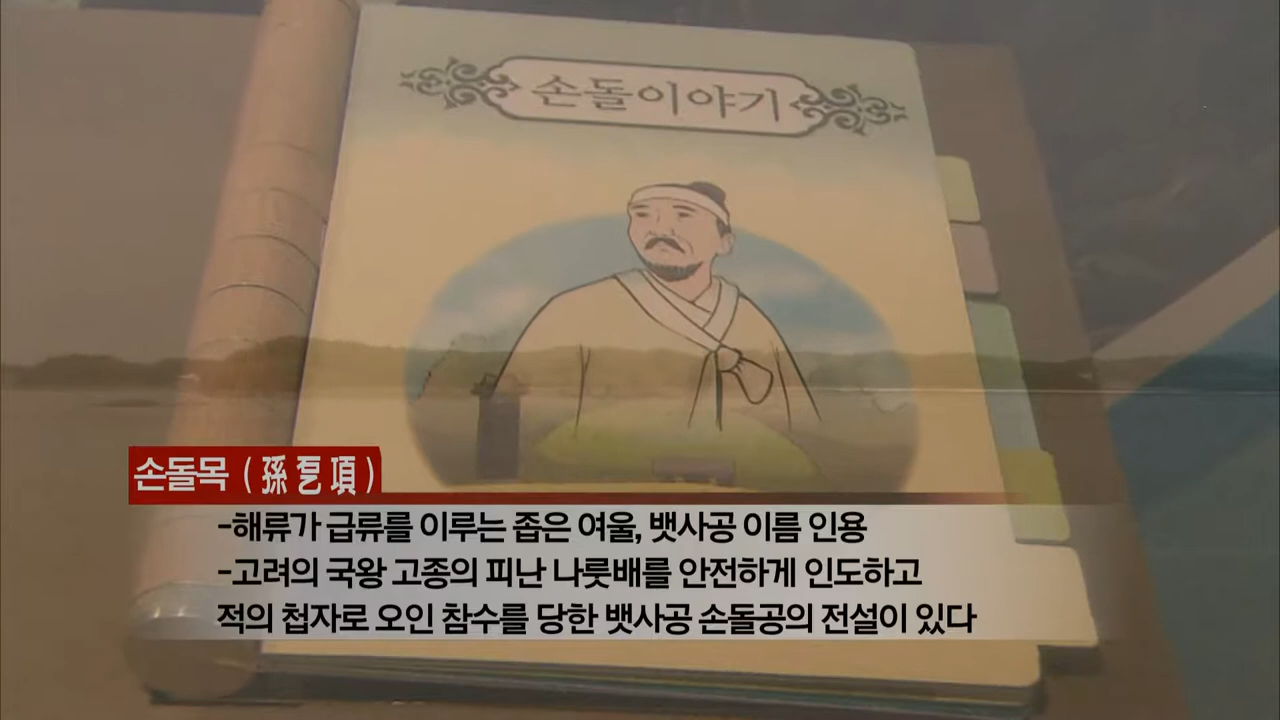 손돌이야기
손돌목 (孫乭項)
-해류가 급류를 이루는 좁은 여울, 뱃사공 이름 인용
-고려의 국왕 고종의 피난 나룻배를 안전하게 인도하고
적의 첩자로 오인 참수를 당한 뱃사공 손돌공의 전설이 있다